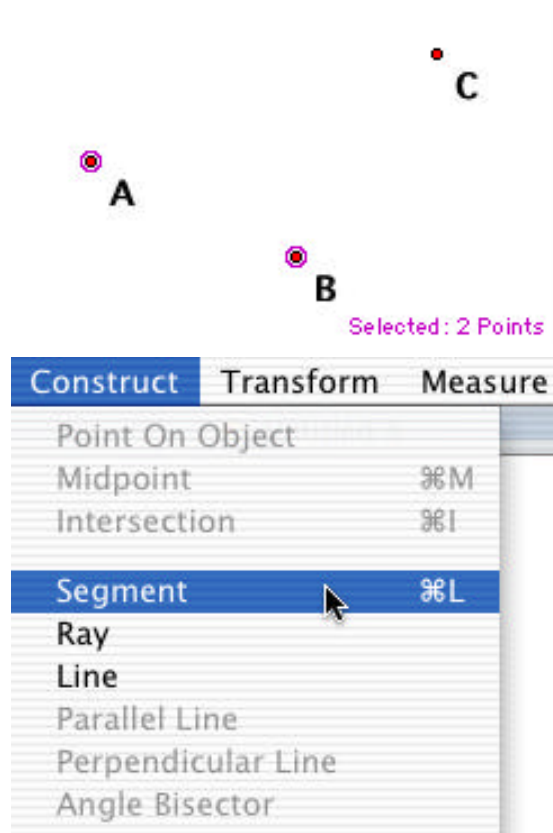 C
A
B
Selected: 2 Points
Construct Transform Measure
Point On Object
Midpoint ⌘M
Intersection ⌘I
Segment ⌘L
Ray
Line
Parallel Line
Perpendicular Line
Angle Bisector